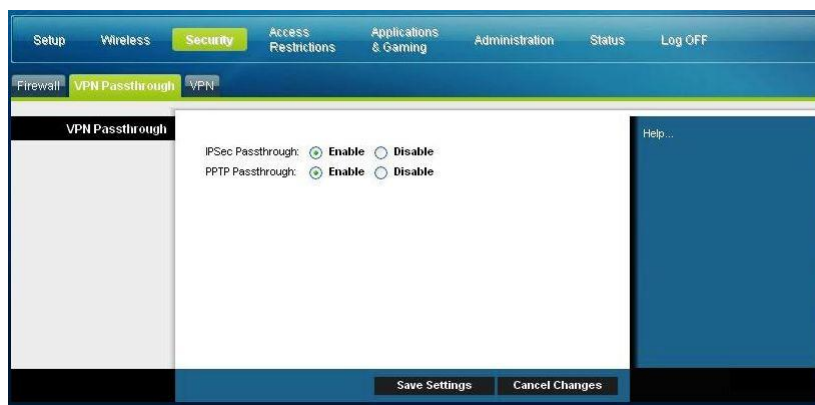 Setup Wireless Security Access Restrictions Applications & Gaming Administration Status Log OFF
Firewall VPN Passthrough VPN
VPN Passthrough
Help...
IPSec Passthrough: Enable Disable
PPTP Passthrough: Enable Disable
Save Settings Cancel Changes